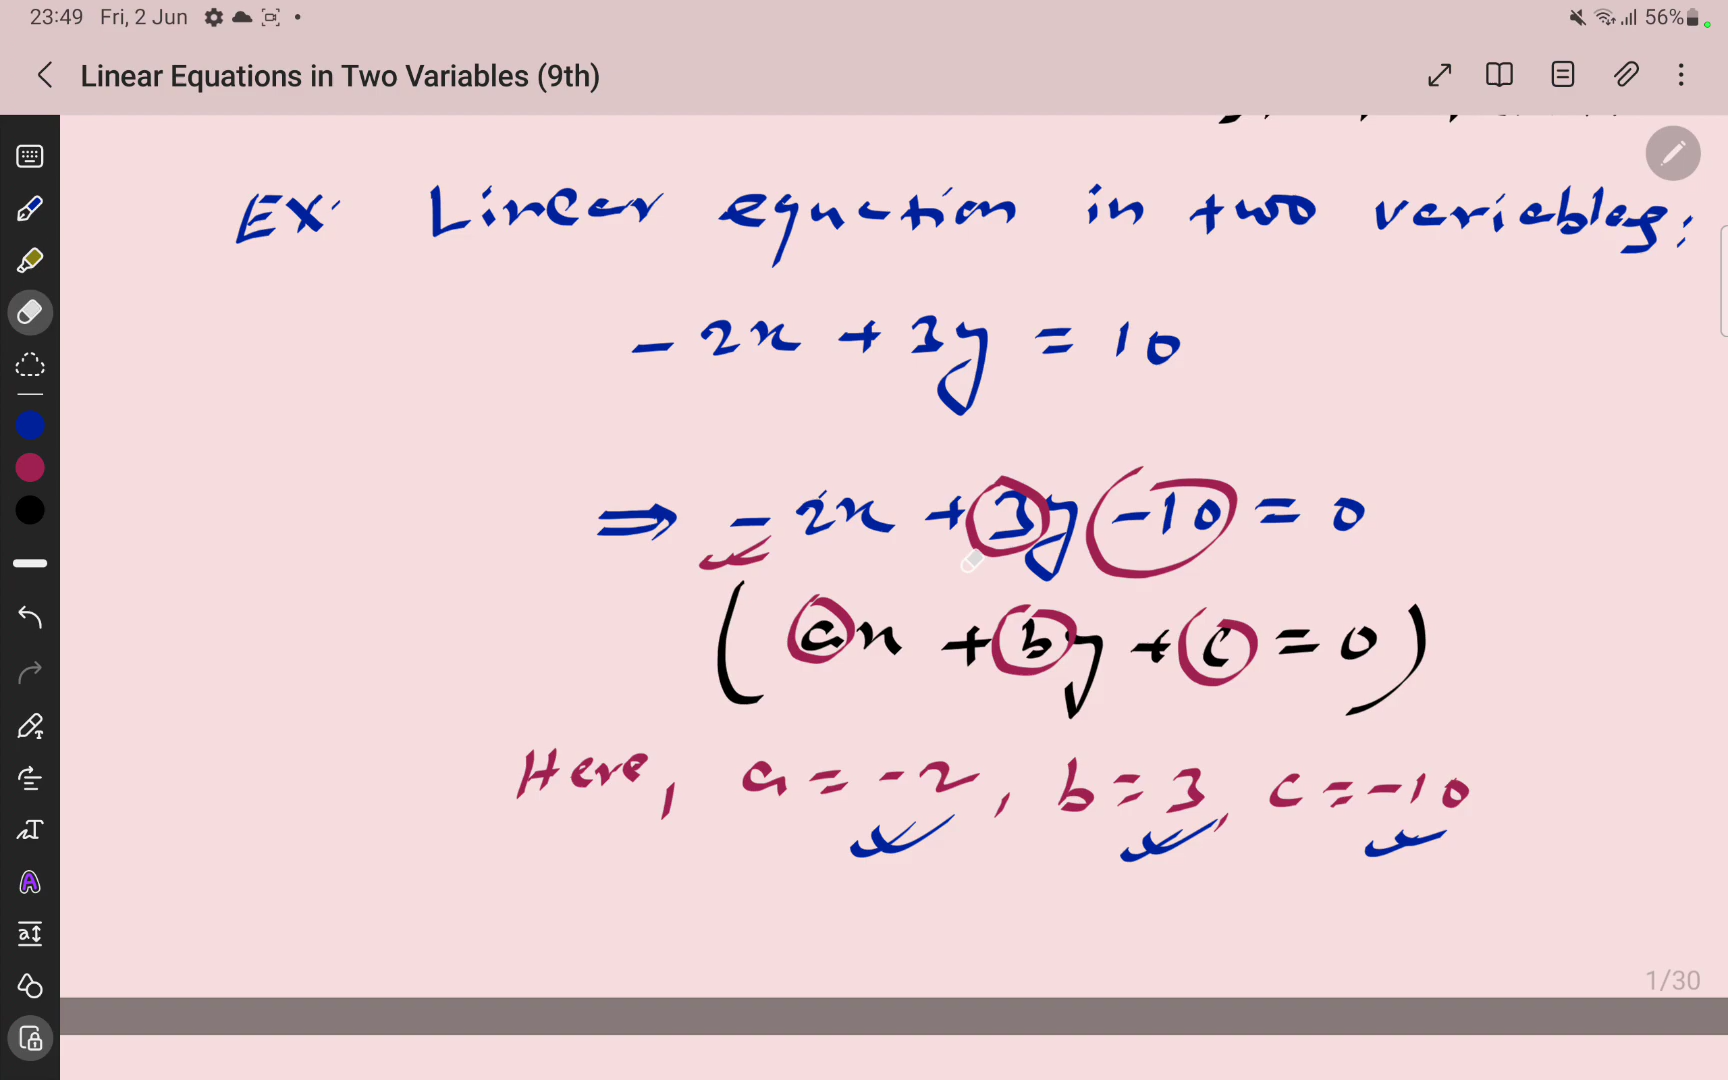 23:49 Fri, 2 Jun 56%
Linear Equations in Two Variables (9th)
EX. Linear equation in two variables:
- 2x + 3y = 10
⇒ - 2x + 3y - 10 = 0
( ax + by + c = 0 )
Here, a = -2, b = 3, c = -10
1/30